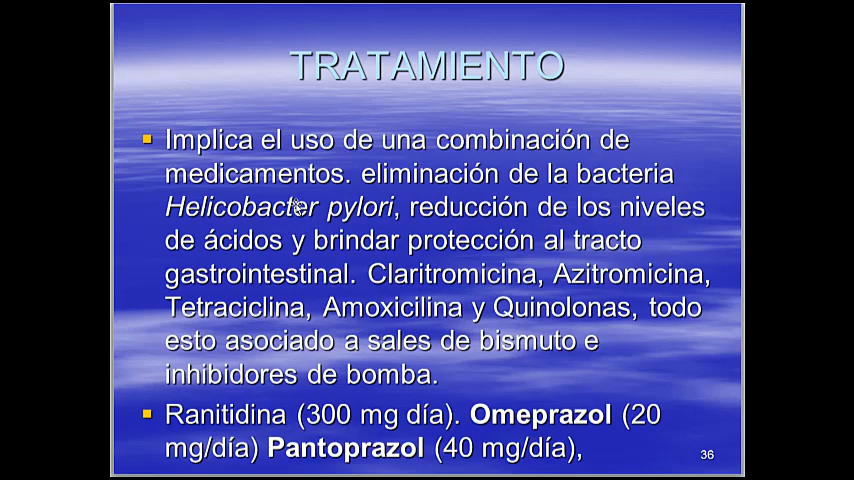 TRATAMIENTO
Implica el uso de una combinación de
medicamentos. eliminación de la bacteria
Helicobacter pylori, reducción de los niveles
de ácidos y brindar protección al tracto
gastrointestinal. Claritromicina, Azitromicina,
Tetraciclina, Amoxicilina y Quinolonas, todo
esto asociado a sales de bismuto e
inhibidores de bomba.
Ranitidina (300 mg día). Omeprazol (20
mg/día) Pantoprazol (40 mg/día),
36